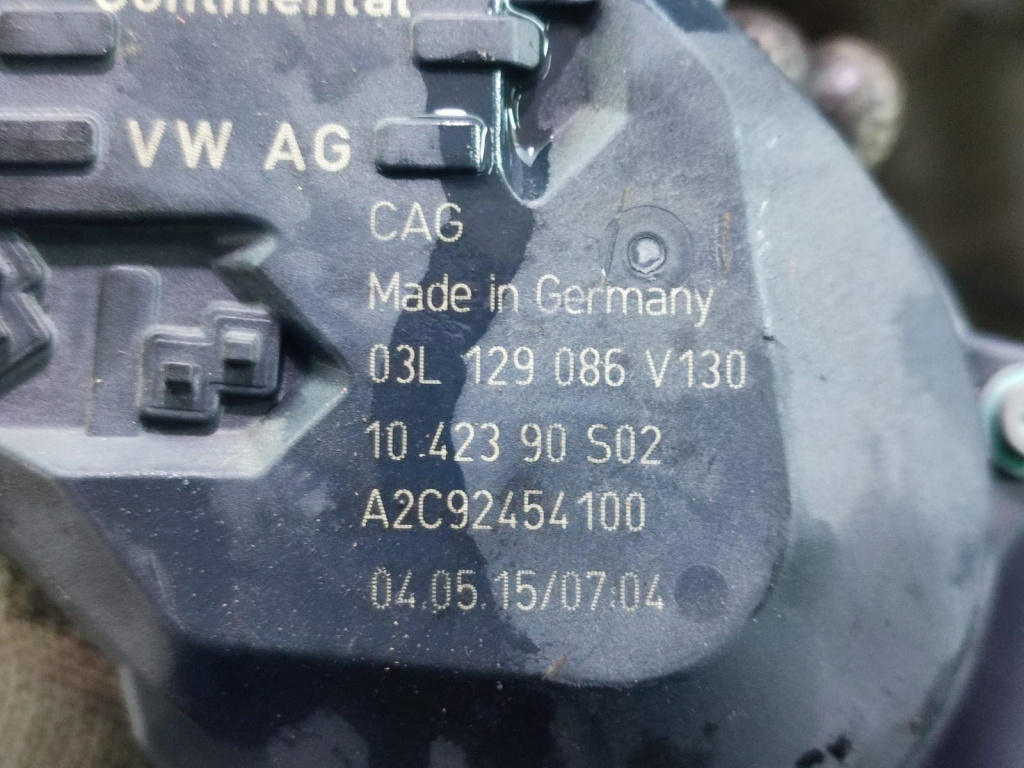 Continental
VW AG
CAG
Made in Germany
03L 129 086 V130
10.423 90 S02
A2C92454100
04.05.15/07:04